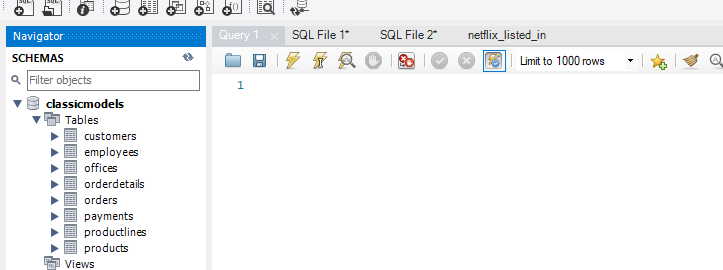 Navigator
Query 1 SQL File 1* SQL File 2* netflix_listed_in
SCHEMAS
Limit to 1000 rows
Filter objects
1
classicmodels
Tables
customers
employees
offices
orderdetails
orders
payments
productlines
products
Views